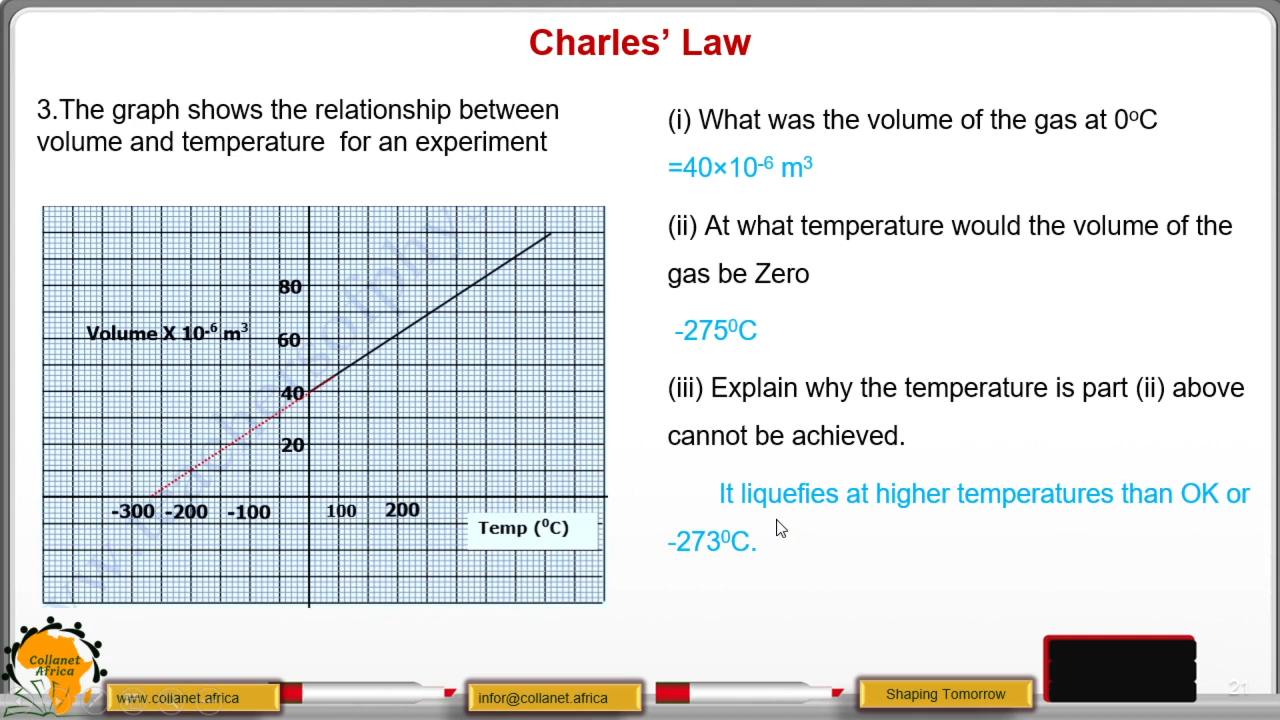 Charles’ Law
3.The graph shows the relationship between
volume and temperature for an experiment
80
Volume X 10⁻⁶ m³
60
40
20
-300 -200 -100 100 200
Temp (⁰C)
(i) What was the volume of the gas at 0ᵒC
=40×10⁻⁶ m³
(ii) At what temperature would the volume of the
gas be Zero
-275⁰C
(iii) Explain why the temperature is part (ii) above
cannot be achieved.
It liquefies at higher temperatures than OK or
-273⁰C.
Collanet
Africa
www.collanet.africa
infor@collanet.africa
Shaping Tomorrow
21